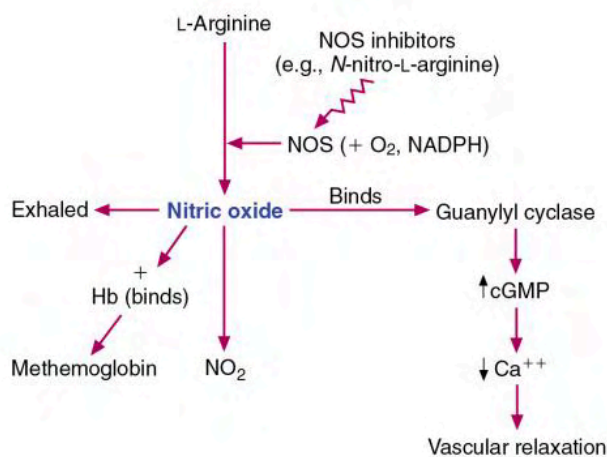 L-Arginine
NOS inhibitors
(e.g., N-nitro-L-arginine)
NOS (+ O2, NADPH)
Exhaled
Nitric oxide
Binds
Guanylyl cyclase
+
Hb (binds)
↑cGMP
Methemoglobin
NO2
↓ Ca++
Vascular relaxation